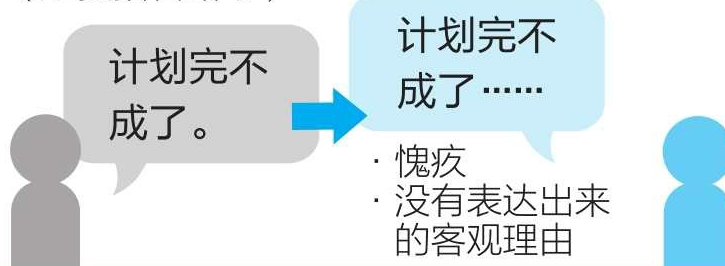 计划完不
成了。
计划完不
成了……
· 愧疚
· 没有表达出来
的客观理由